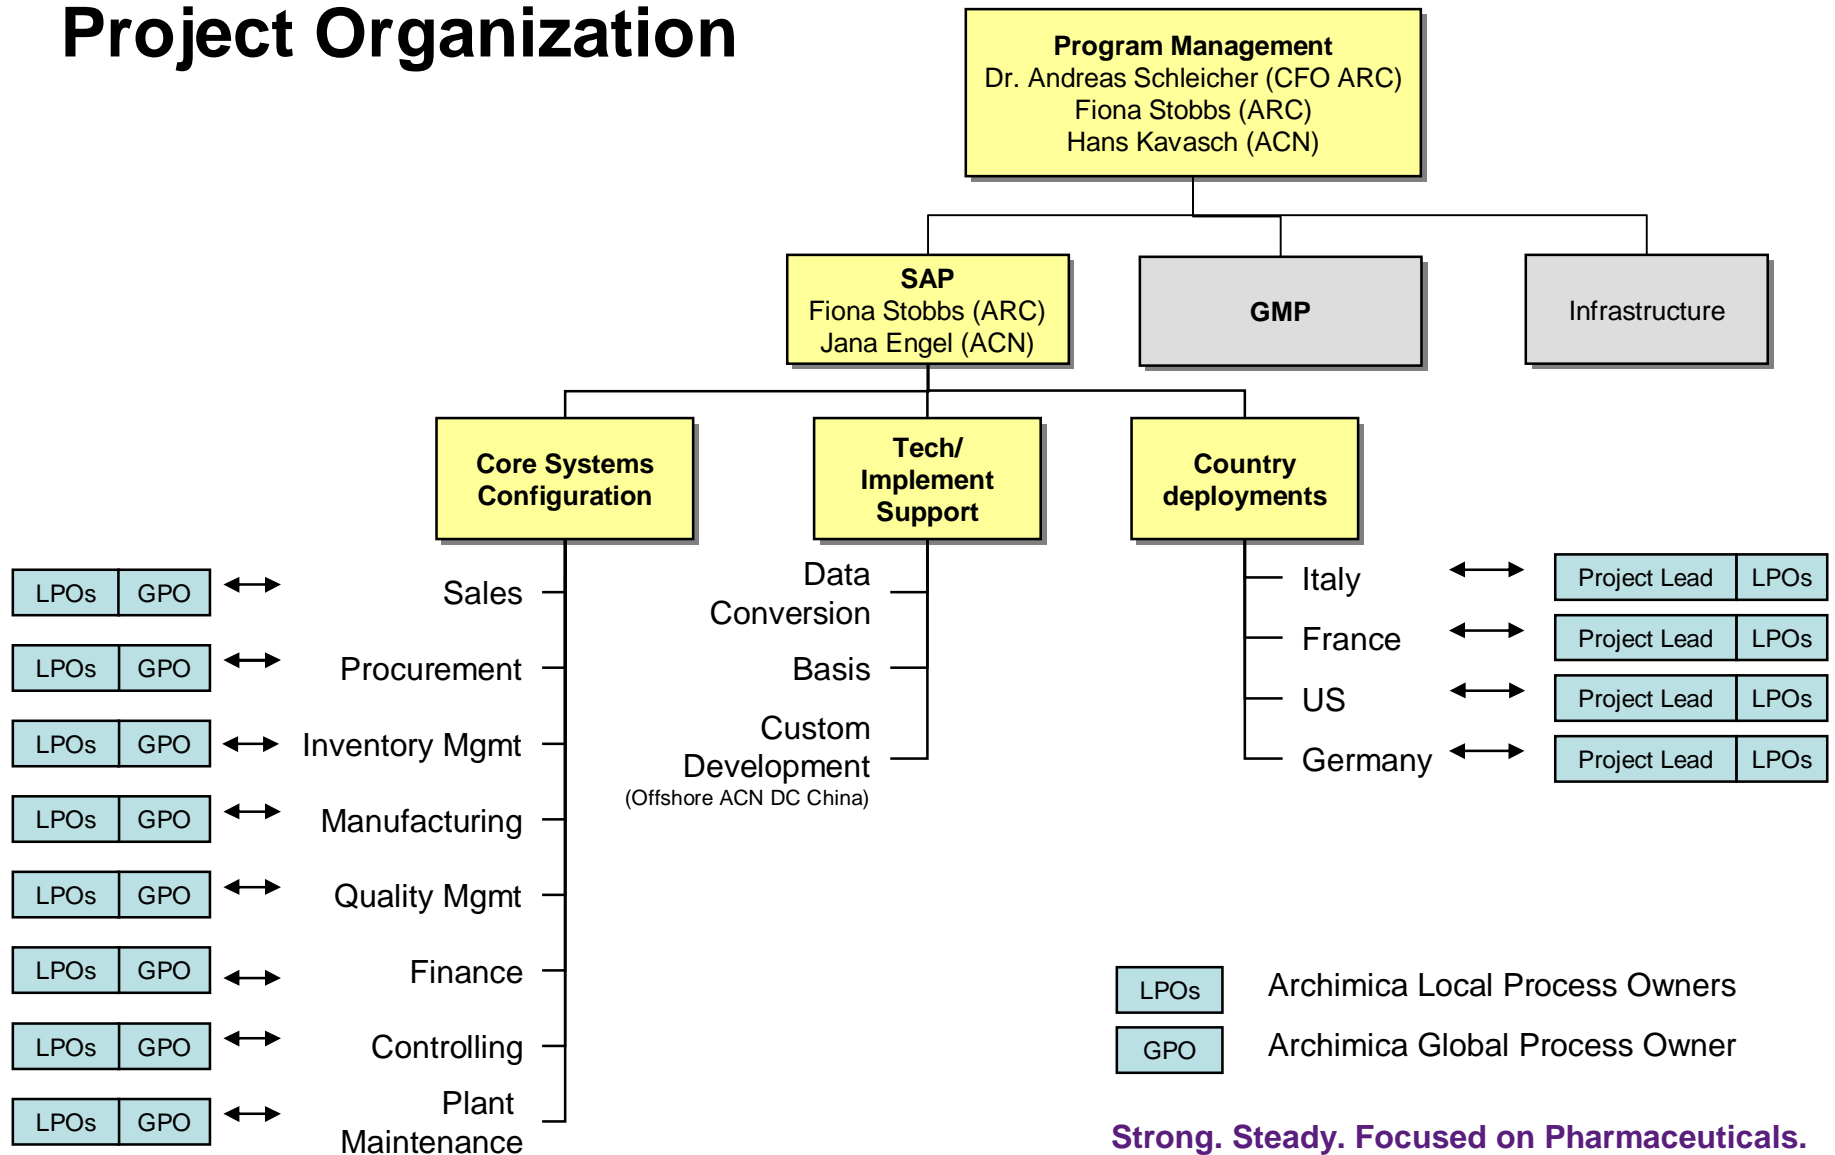 Project Organization
Program Management
Dr. Andreas Schleicher (CFO ARC)
Fiona Stobbs (ARC)
Hans Kavasch (ACN)
SAP
Fiona Stobbs (ARC)
Jana Engel (ACN)
GMP
Infrastructure
Core Systems
Configuration
Tech/
Implement
Support
Country
deployments
LPOs GPO Sales
LPOs GPO Procurement
LPOs GPO Inventory Mgmt
LPOs GPO Manufacturing
LPOs GPO Quality Mgmt
LPOs GPO Finance
LPOs GPO Controlling
LPOs GPO Plant
Maintenance
Data
Conversion
Basis
Custom
Development
(Offshore ACN DC China)
Italy Project Lead LPOs
France Project Lead LPOs
US Project Lead LPOs
Germany Project Lead LPOs
LPOs Archimica Local Process Owners
GPO Archimica Global Process Owner
Strong. Steady. Focused on Pharmaceuticals.